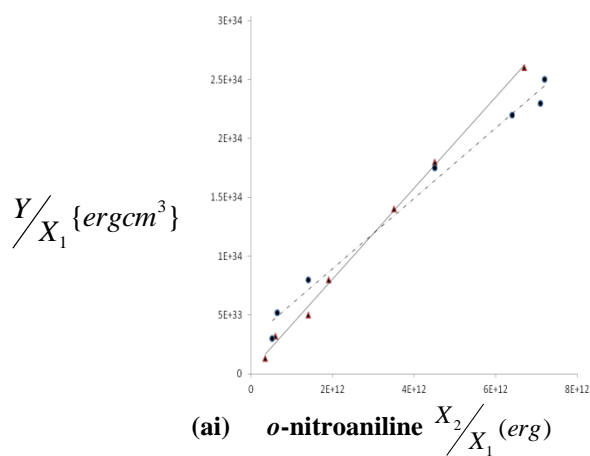 3E+34
2.5E+34
2E+34
1.5E+34
1E+34
5E+33
0
Y/X₁ {ergcm³}
0 2E+12 4E+12 6E+12 8E+12
(ai) o-nitroaniline X₂/X₁ (erg)